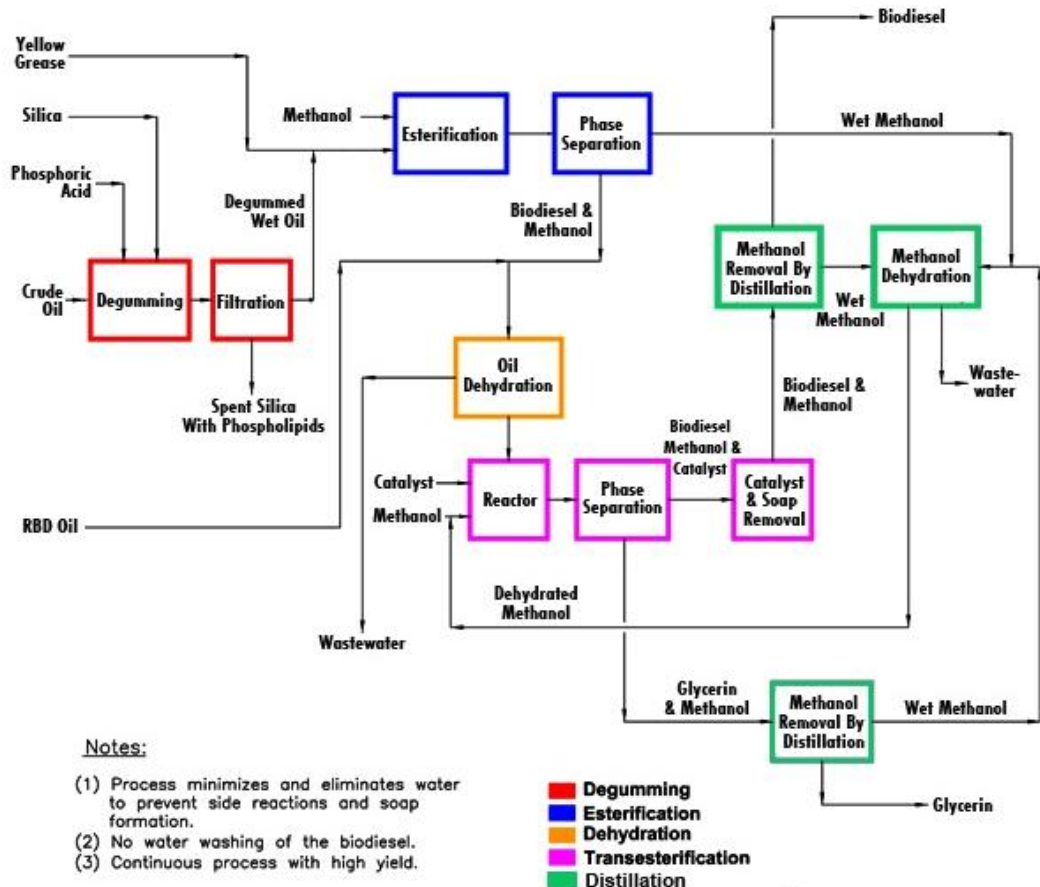 Biodiesel
Yellow
Grease
Silica
Methanol
Esterification
Phase
Separation
Wet Methanol
Phosphoric
Acid
Degummed
Wet Oil
Biodiesel &
Methanol
Crude
Oil
Degumming
Filtration
Methanol
Removal By
Distillation
Methanol
Dehydration
Wet
Methanol
Waste-
water
Spent Silica
With Phospholipids
Oil
Dehydration
Biodiesel &
Methanol
Biodiesel
Methanol &
Catalyst
Catalyst
Methanol
Reactor
Phase
Separation
Catalyst
& Soap
Removal
RBD Oil
Dehydrated
Methanol
Wastewater
Glycerin
& Methanol
Methanol
Removal By
Distillation
Wet Methanol
Glycerin
Notes:
(1) Process minimizes and eliminates water
to prevent side reactions and soap
formation.
(2) No water washing of the biodiesel.
(3) Continuous process with high yield.
Degumming
Esterification
Dehydration
Transesterification
Distillation